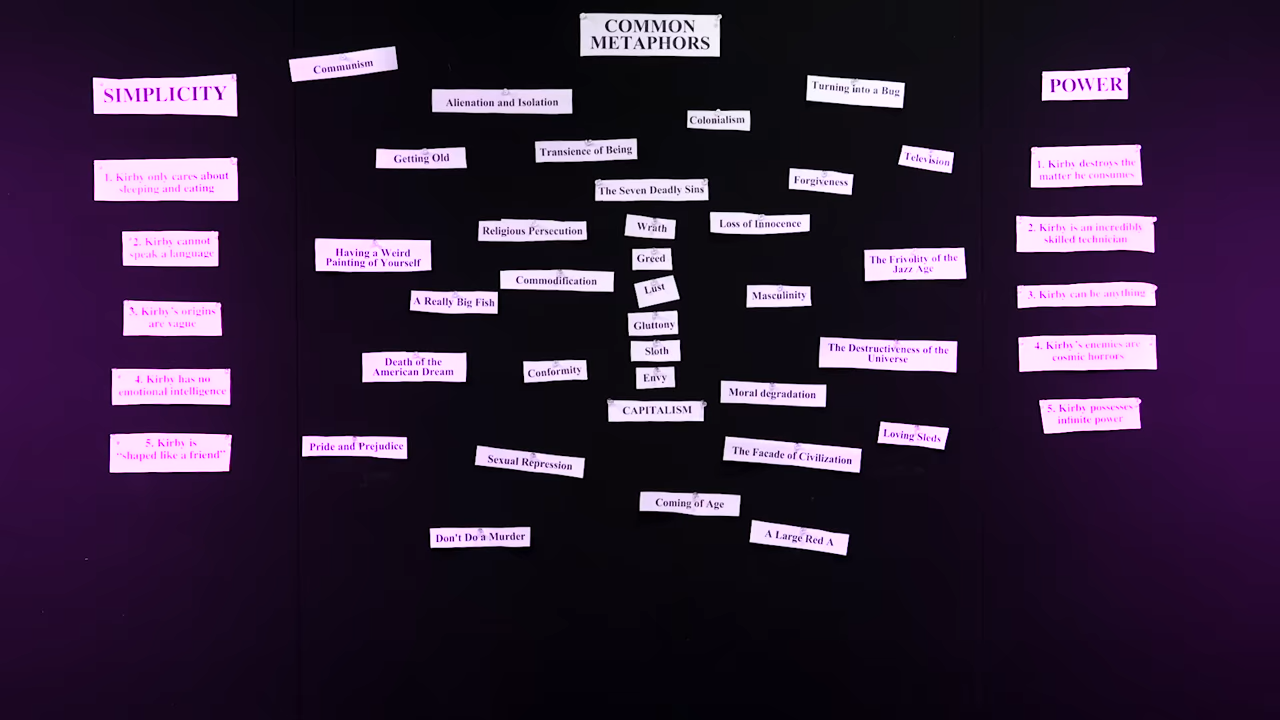 COMMON
METAPHORS
SIMPLICITY
1. Kirby only cares about
sleeping and eating
2. Kirby cannot
speak a language
3. Kirby's origins
are vague
4. Kirby has no
emotional intelligence
5. Kirby is
"shaped like a friend"
Communism
Alienation and Isolation
Turning into a Bug
Colonialism
Getting Old
Transience of Being
Television
Forgiveness
The Seven Deadly Sins
Religious Persecution
Wrath
Loss of Innocence
Having a Weird
Painting of Yourself
Greed
The Frivolity of the
Jazz Age
Commodification
Lust
Masculinity
A Really Big Fish
Gluttony
Sloth
The Destructiveness of the
Universe
Death of the
American Dream
Conformity
Envy
Moral degradation
CAPITALISM
Loving Sleds
Pride and Prejudice
Sexual Repression
The Facade of Civilization
Coming of Age
Don't Do a Murder
A Large Red A
POWER
1. Kirby destroys the
matter he consumes
2. Kirby is an incredibly
skilled technician
3. Kirby can be anything
4. Kirby's enemies are
cosmic horrors
5. Kirby possesses
infinite power